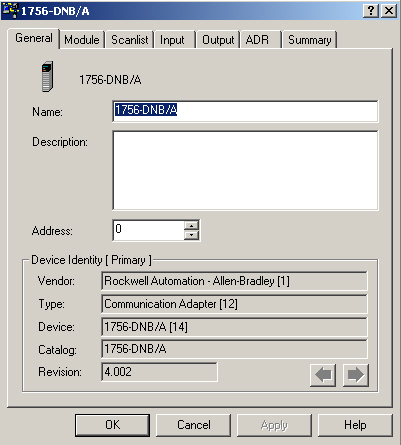 1756-DNB/A
General Module Scanlist Input Output ADR Summary
1756-DNB/A
Name: 1756-DNB/A
Description:
Address: 0
Device Identity [ Primary ]
Vendor: Rockwell Automation - Allen-Bradley [1]
Type: Communication Adapter [12]
Device: 1756-DNB/A [14]
Catalog: 1756-DNB/A
Revision: 4.002
OK Cancel Apply Help